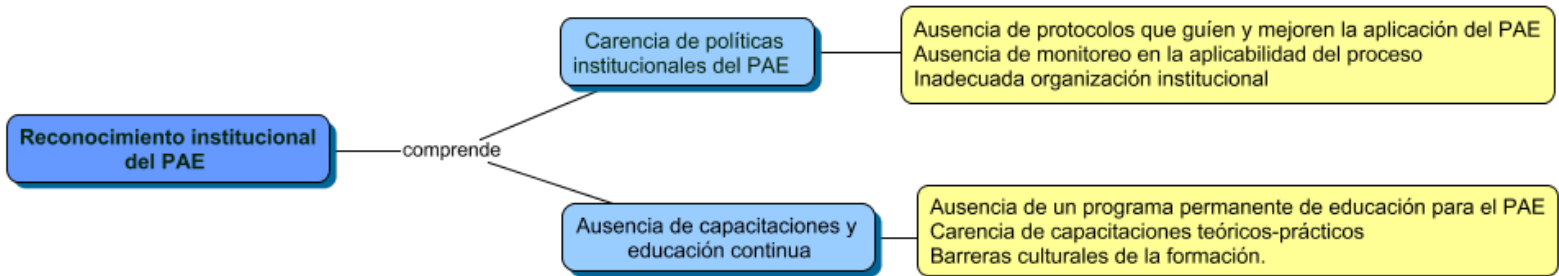 Reconocimiento institucional
del PAE
comprende
Carencia de políticas
institucionales del PAE
Ausencia de protocolos que guíen y mejoren la aplicación del PAE
Ausencia de monitoreo en la aplicabilidad del proceso
Inadecuada organización institucional
Ausencia de capacitaciones y
educación continua
Ausencia de un programa permanente de educación para el PAE
Carencia de capacitaciones teóricos-prácticos
Barreras culturales de la formación.